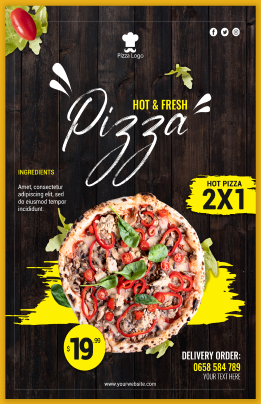 Pizza Logo
HOT & FRESH
Pizza
INGREDIENTS
Amet, consectetur
adipiscing elit, sed
do eiusmod tempor
incididunt.
HOT PIZZA
2X1
$19.99
DELIVERY ORDER:
0658 584 789
YOUR TEXT HERE
www.yourwebsite.com